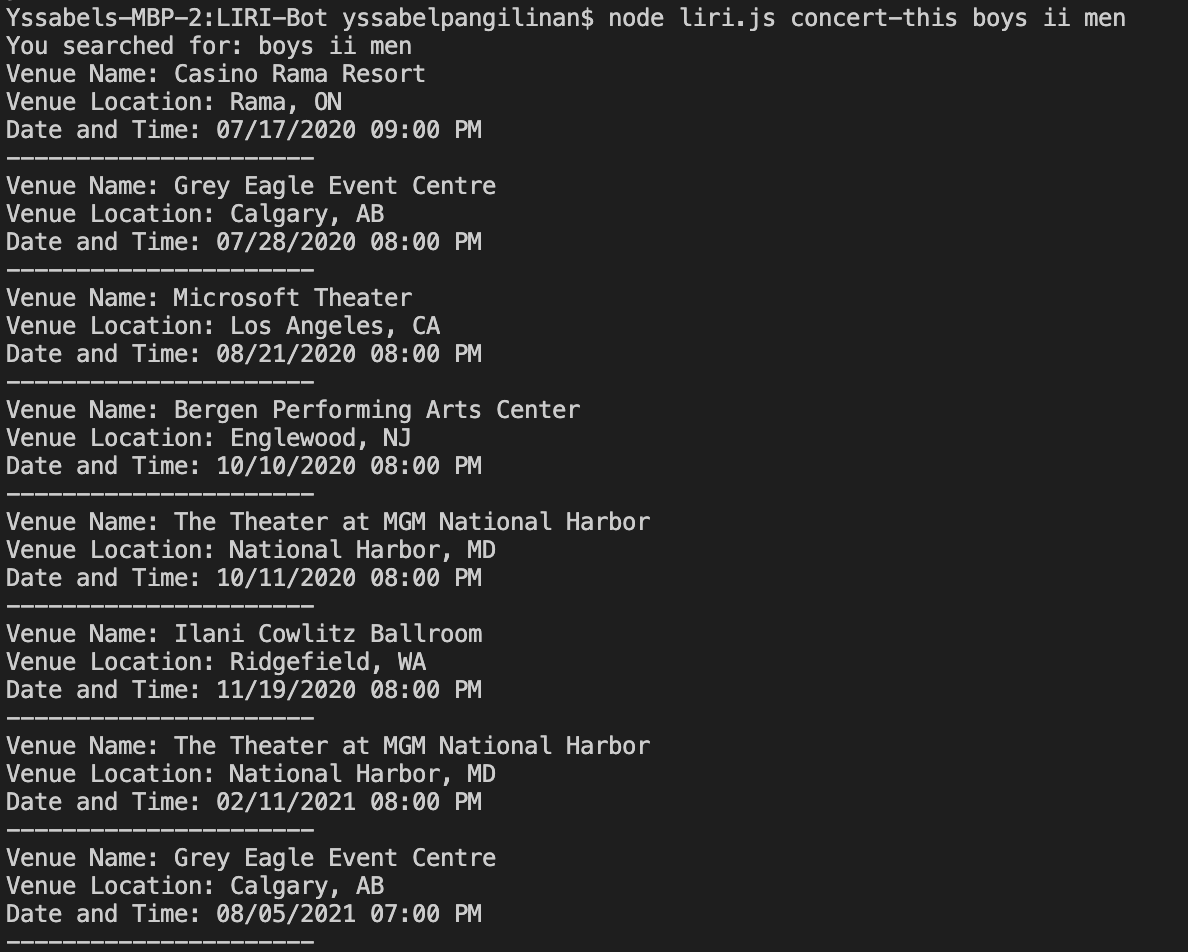 Yssabels-MBP-2:LIRI-Bot yssabelpangilinan$ node liri.js concert-this boys ii men
You searched for: boys ii men
Venue Name: Casino Rama Resort
Venue Location: Rama, ON
Date and Time: 07/17/2020 09:00 PM
----------------------
Venue Name: Grey Eagle Event Centre
Venue Location: Calgary, AB
Date and Time: 07/28/2020 08:00 PM
----------------------
Venue Name: Microsoft Theater
Venue Location: Los Angeles, CA
Date and Time: 08/21/2020 08:00 PM
----------------------
Venue Name: Bergen Performing Arts Center
Venue Location: Englewood, NJ
Date and Time: 10/10/2020 08:00 PM
----------------------
Venue Name: The Theater at MGM National Harbor
Venue Location: National Harbor, MD
Date and Time: 10/11/2020 08:00 PM
----------------------
Venue Name: Ilani Cowlitz Ballroom
Venue Location: Ridgefield, WA
Date and Time: 11/19/2020 08:00 PM
----------------------
Venue Name: The Theater at MGM National Harbor
Venue Location: National Harbor, MD
Date and Time: 02/11/2021 08:00 PM
----------------------
Venue Name: Grey Eagle Event Centre
Venue Location: Calgary, AB
Date and Time: 08/05/2021 07:00 PM
----------------------